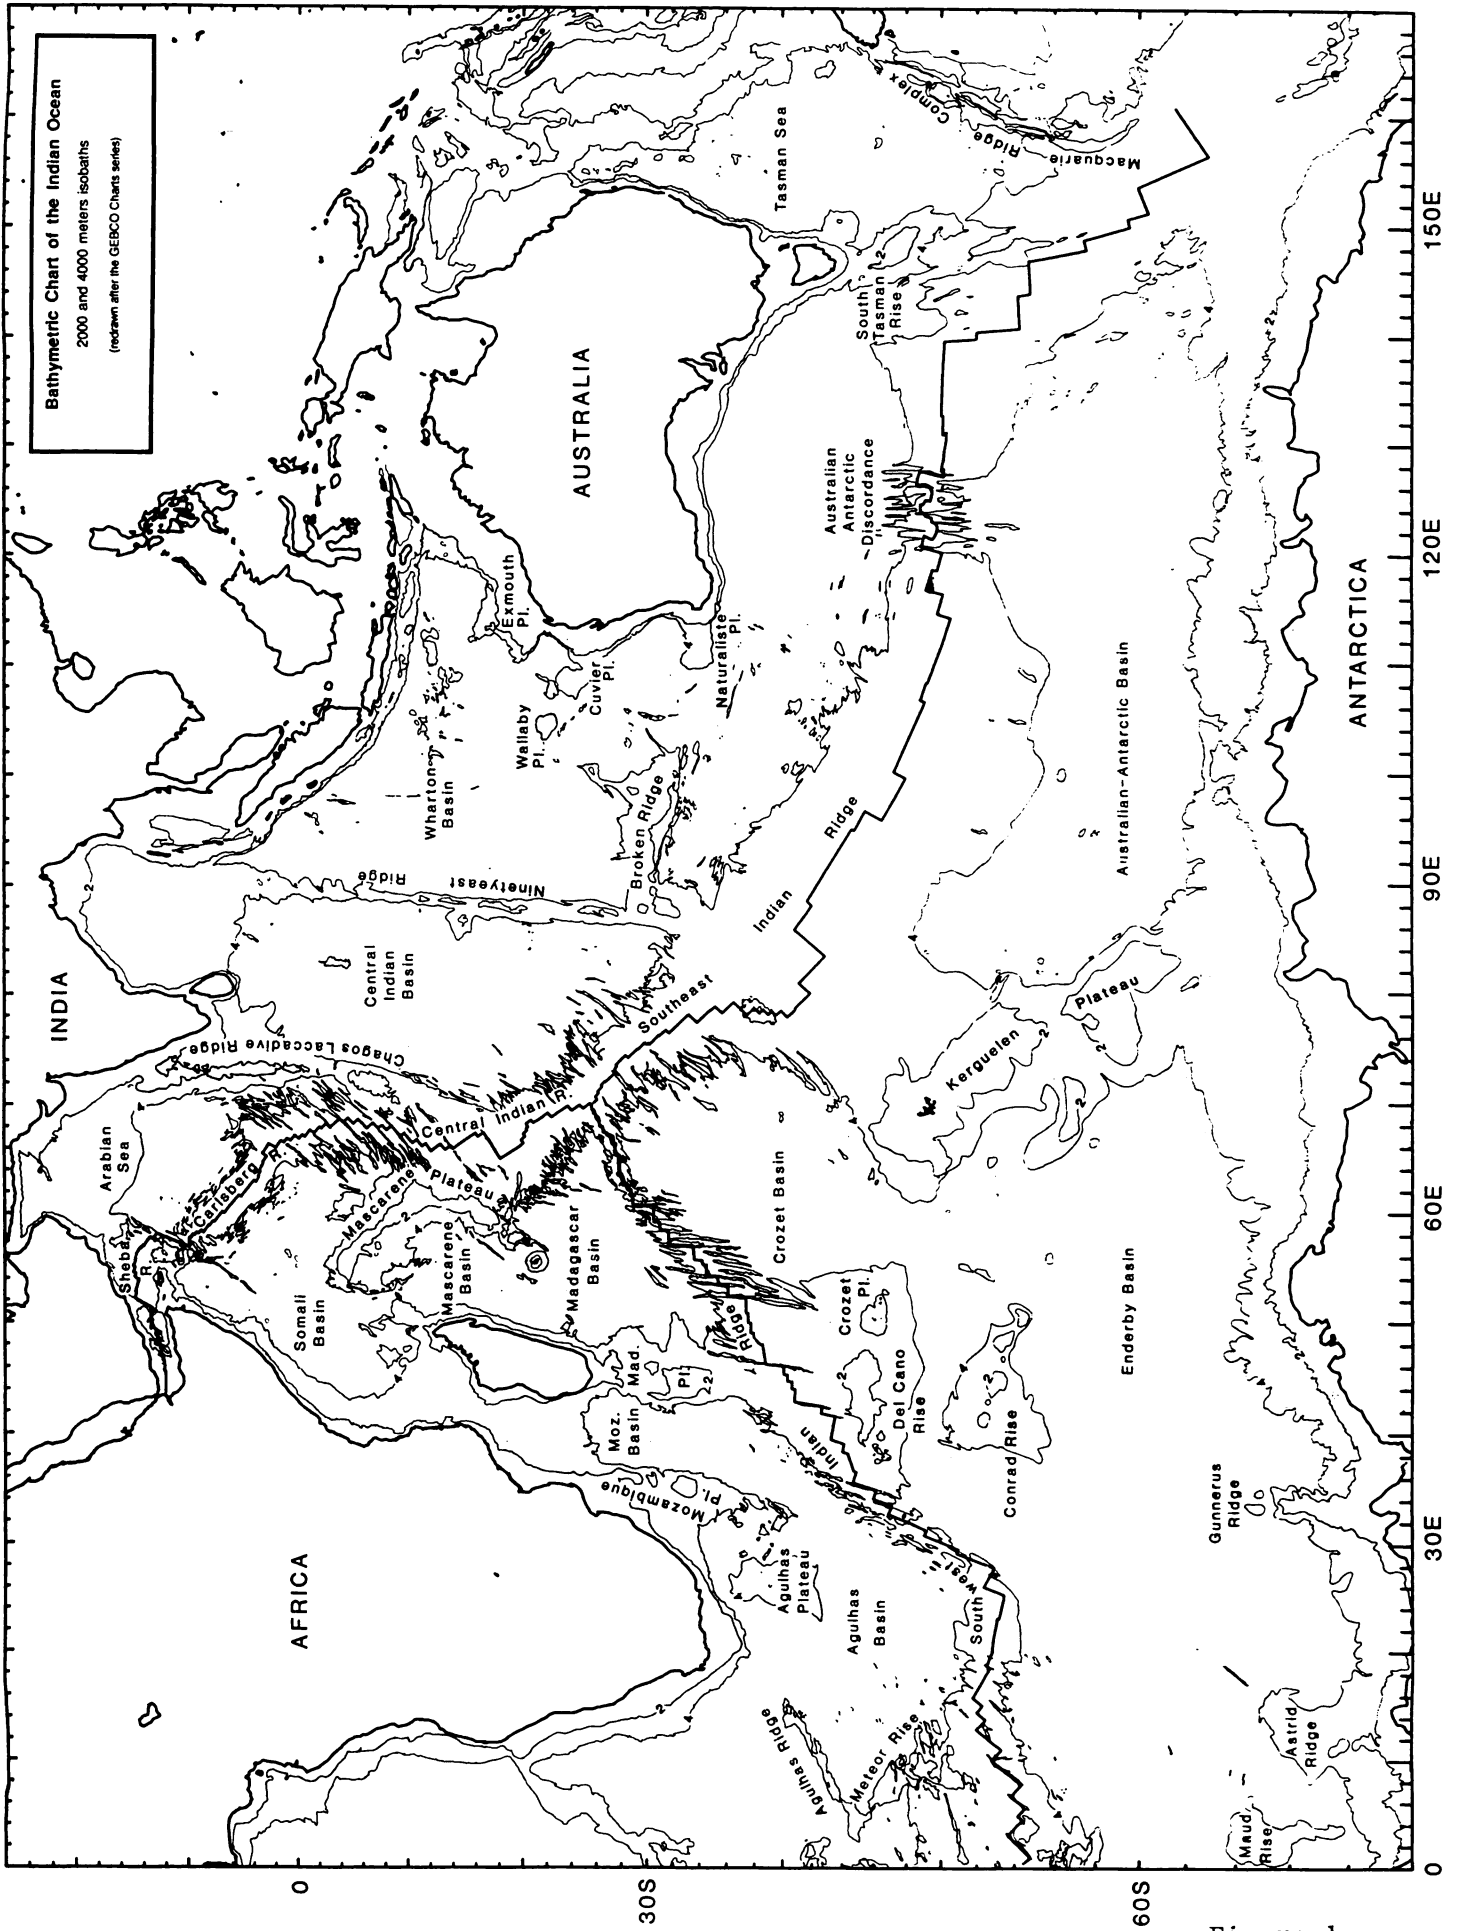 Bathymetric Chart of the Indian Ocean
2000 and 4000 meters isobaths
(redrawn after the GEBCO Charts series)
INDIA
AFRICA
AUSTRALIA
ANTARCTICA
Arabian
Sea
Sheba
R.
Carlsberg R.
Chagos Laccadive Ridge
Central
Indian
Basin
Ninetyeast Ridge
Wharton
Basin
Exmouth
Pl.
Wallaby
Pl.
Cuvier
Pl.
Naturaliste
Pl.
Broken Ridge
Central Indian R.
Mascarene Plateau
Somali
Basin
Mascarene
Basin
Madagascar
Basin
Mad.
Pl.
Moz.
Basin
Mozambique
Pl.
Agulhas
Plateau
Agulhas
Basin
Agulhas Ridge
Meteor Rise
South west Indian Ridge
Southeast Indian Ridge
Crozet Basin
Crozet
Pl.
Del Cano
Rise
Conrad Rise
Enderby Basin
Kerguelen Plateau
Australian-Antarctic Basin
Australian
Antarctic
Discordance
South
Tasman
Rise
Tasman Sea
Macquarie Ridge Complex
Gunnerus
Ridge
Astrid
Ridge
Maud
Rise
2
4
0
30S
60S
0
30E
60E
90E
120E
150E